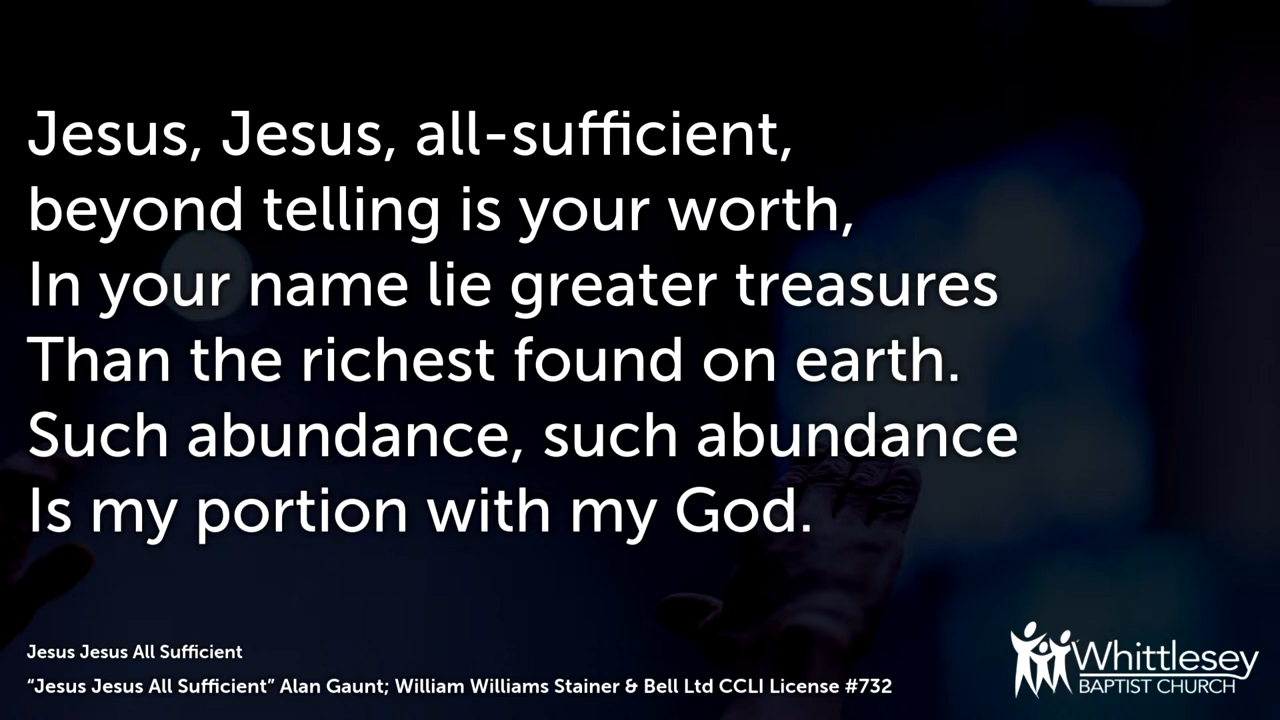 Jesus, Jesus, all-sufficient,
beyond telling is your worth,
In your name lie greater treasures
Than the richest found on earth.
Such abundance, such abundance
Is my portion with my God.
Jesus Jesus All Sufficient
“Jesus Jesus All Sufficient” Alan Gaunt; William Williams Stainer & Bell Ltd CCLI License #732
Whittlesey
BAPTIST CHURCH